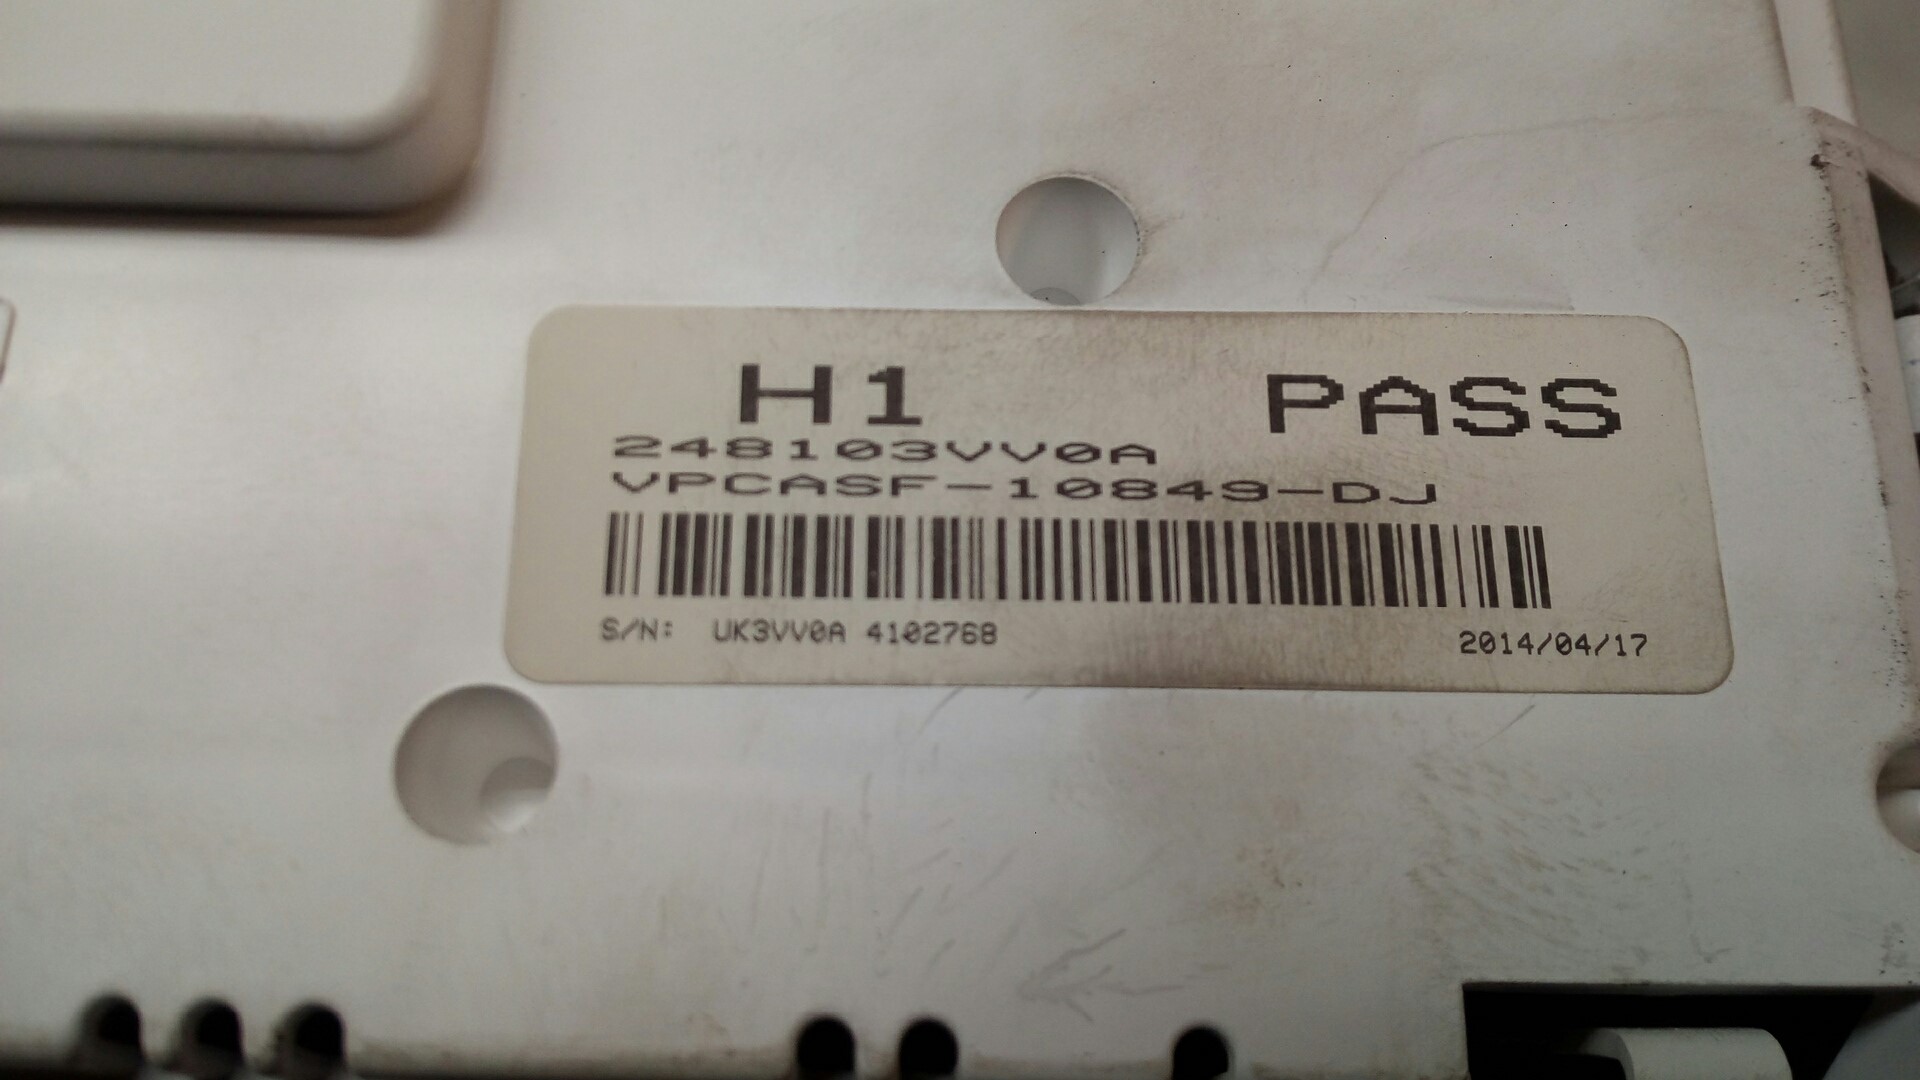 H1 PASS
248103VV0A
VPCASF-10849-DJ
S/N: UK3VV0A 4102768 2014/04/17